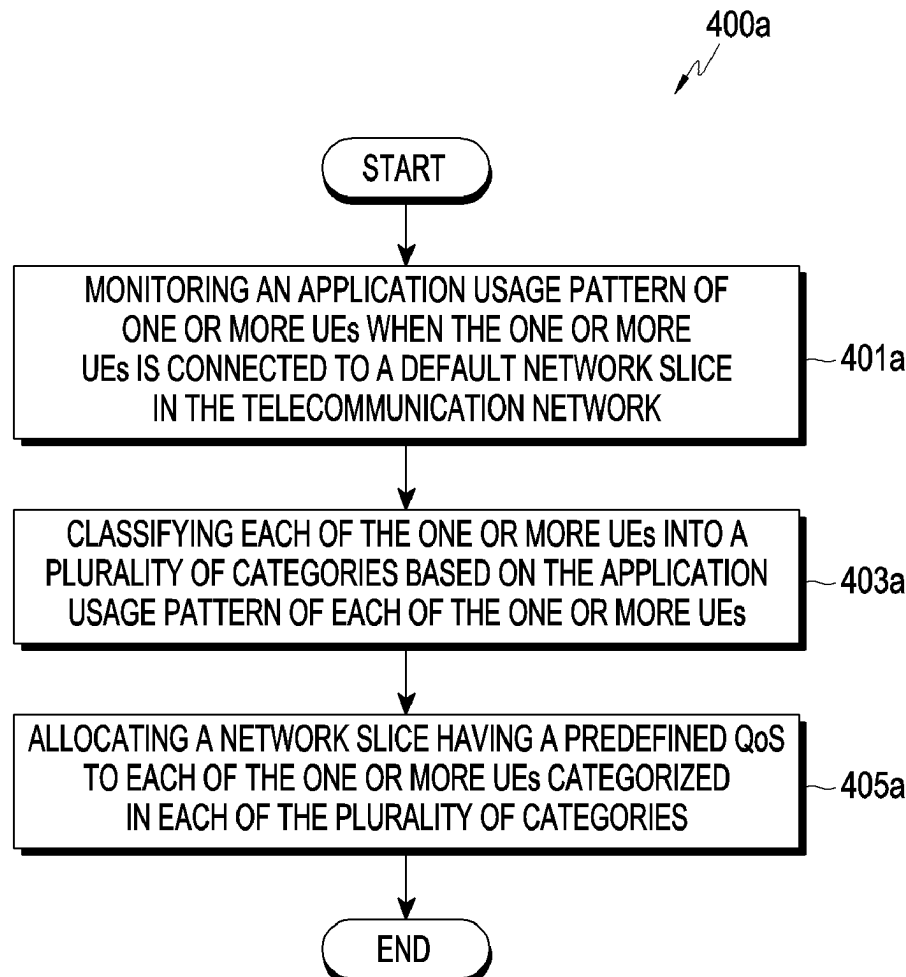 400a
START
MONITORING AN APPLICATION USAGE PATTERN OF
ONE OR MORE UEs WHEN THE ONE OR MORE
UEs IS CONNECTED TO A DEFAULT NETWORK SLICE
IN THE TELECOMMUNICATION NETWORK
401a
CLASSIFYING EACH OF THE ONE OR MORE UEs INTO A
PLURALITY OF CATEGORIES BASED ON THE APPLICATION
USAGE PATTERN OF EACH OF THE ONE OR MORE UEs
403a
ALLOCATING A NETWORK SLICE HAVING A PREDEFINED QoS
TO EACH OF THE ONE OR MORE UEs CATEGORIZED
IN EACH OF THE PLURALITY OF CATEGORIES
405a
END